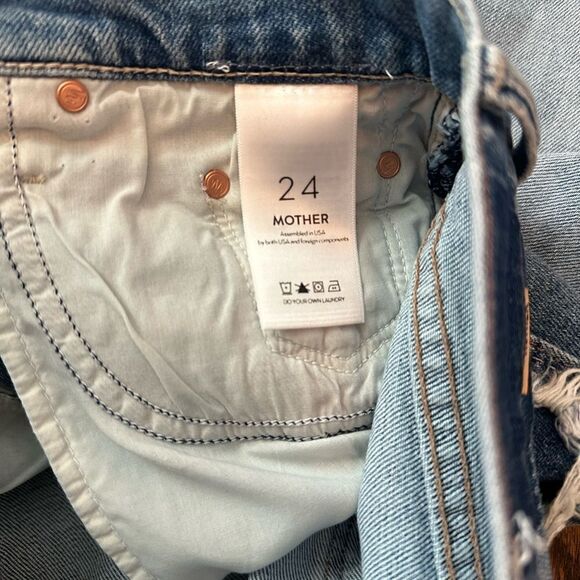 24
MOTHER
Assembled in USA
by both USA and foreign components
DO YOUR OWN LAUNDRY